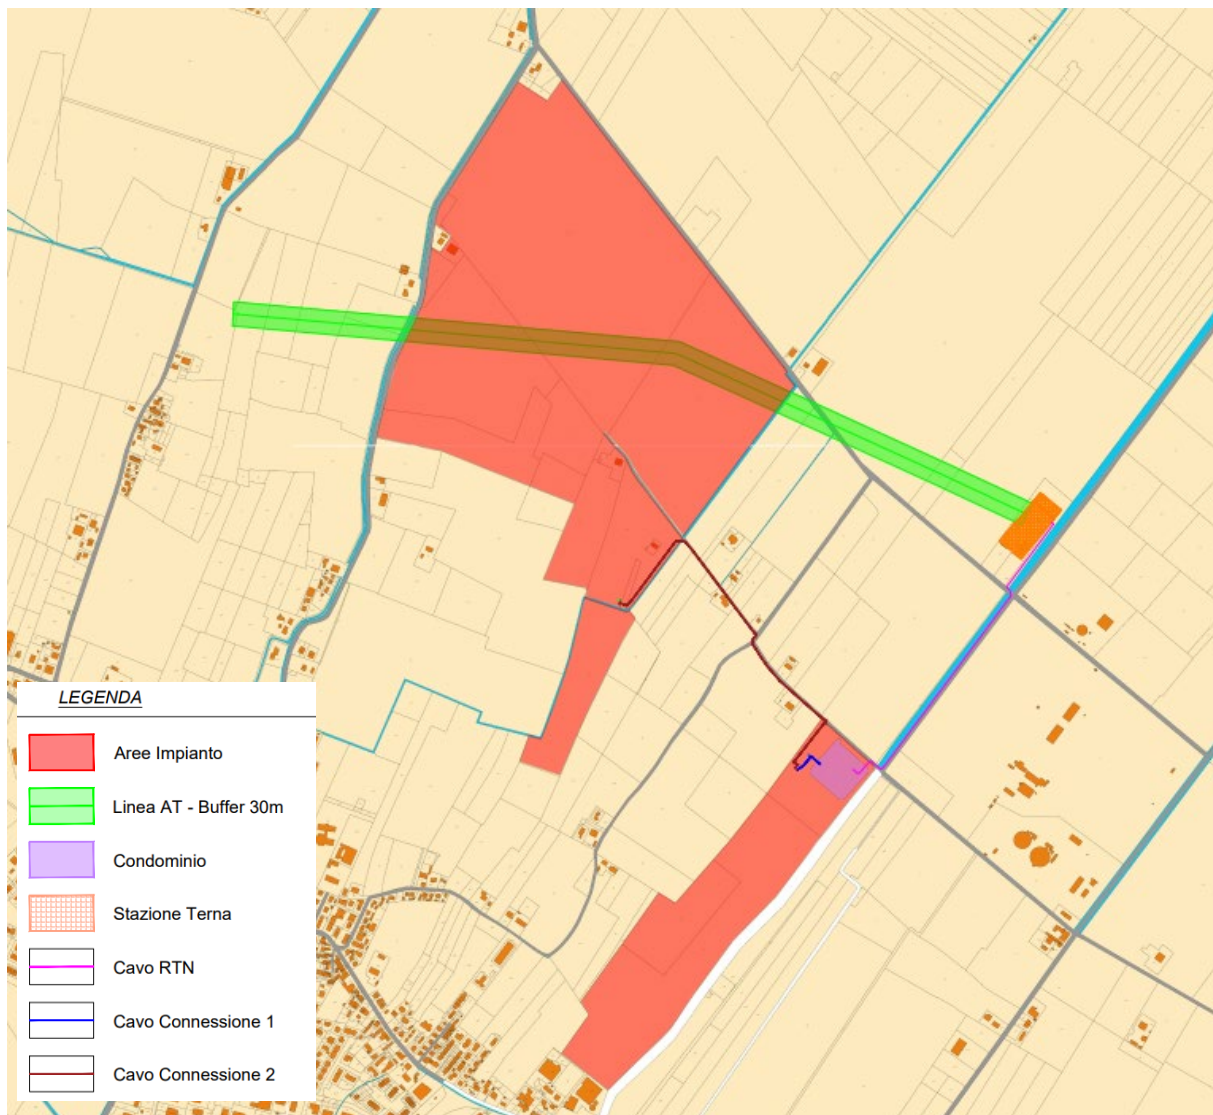 LEGENDA
Aree Impianto
Linea AT - Buffer 30m
Condominio
Stazione Terna
Cavo RTN
Cavo Connessione 1
Cavo Connessione 2